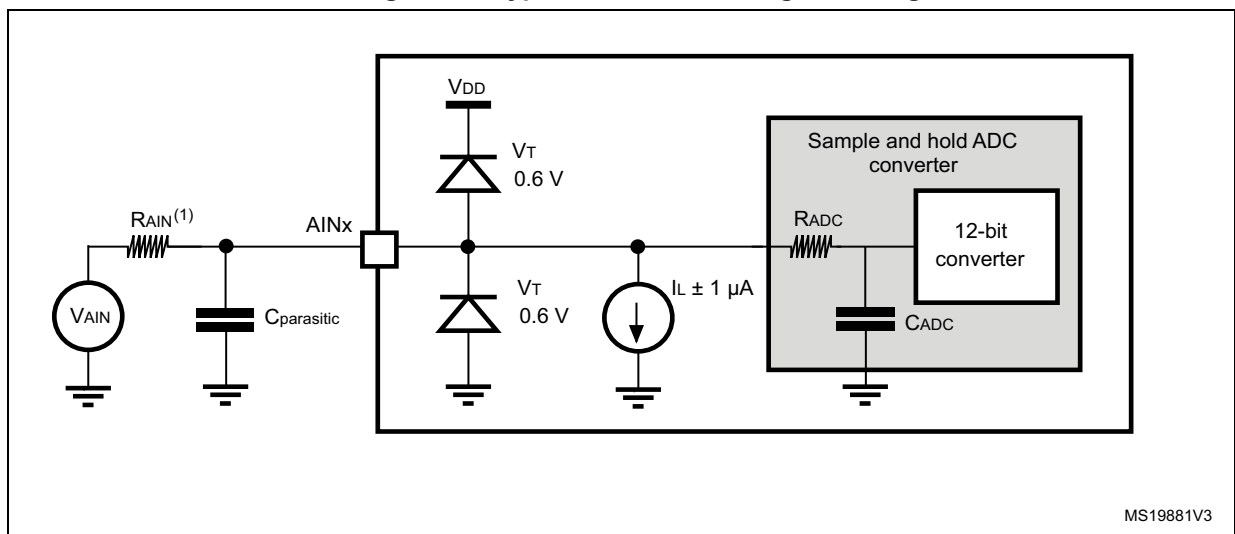 VDD
Sample and hold ADC
converter
VT
0.6 V
RAIN(1)
AINx
RADC
12-bit
converter
VT
0.6 V
IL ± 1 µA
VAIN
Cparasitic
CADC
MS19881V3